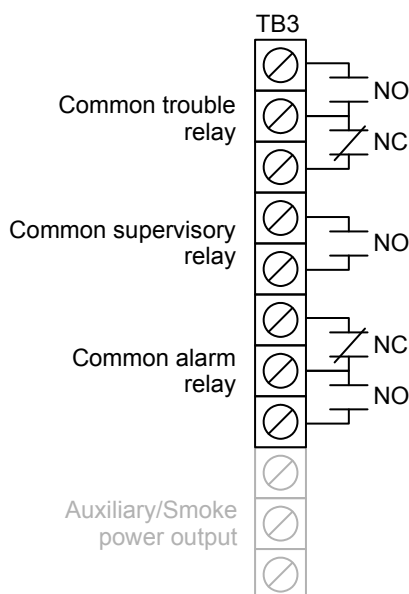 TB3
Common trouble
relay
NO
NC
Common supervisory
relay
NO
Common alarm
relay
NC
NO
Auxiliary/Smoke
power output